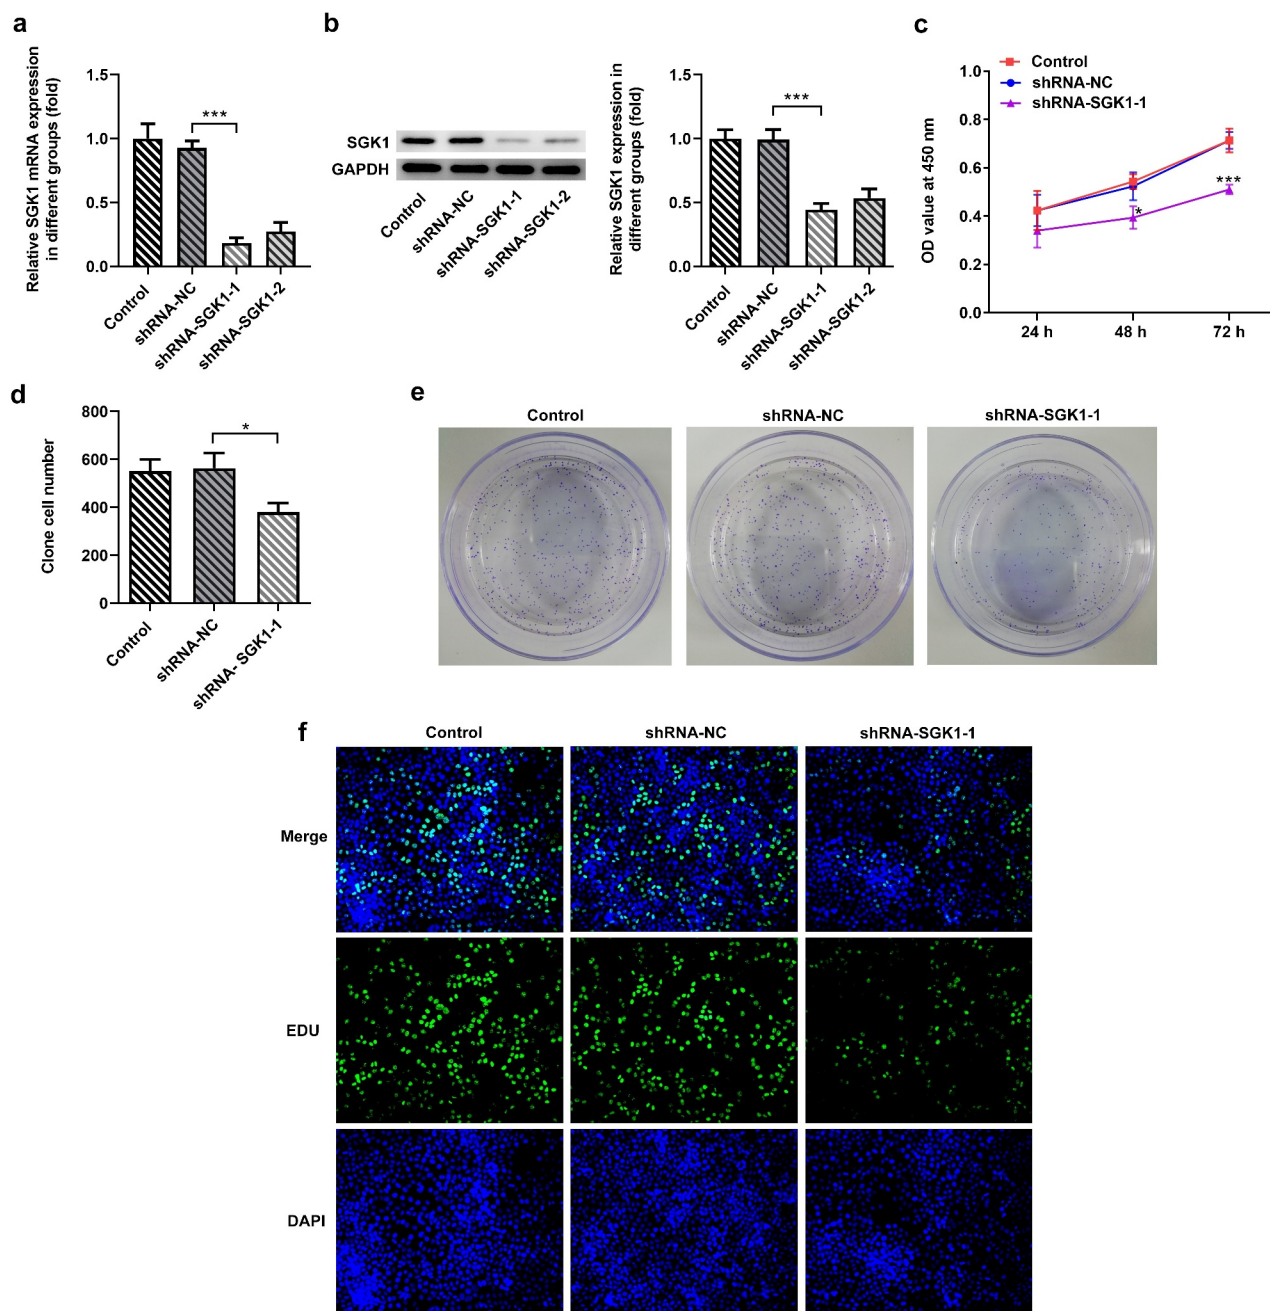 a
Relative SGK1 mRNA expression
in different groups (fold)
1.5
1.0
0.5
0.0
***
Control
shRNA-NC
shRNA-SGK1-1
shRNA-SGK1-2
b
SGK1
GAPDH
Control
shRNA-NC
shRNA-SGK1-1
shRNA-SGK1-2
Relative SGK1 expression in
different groups (fold)
1.5
1.0
0.5
0.0
***
Control
shRNA-NC
shRNA-SGK1-1
shRNA-SGK1-2
c
OD value at 450 nm
1.0
0.8
0.6
0.4
0.2
0.0
Control
shRNA-NC
shRNA-SGK1-1
***
*
24 h
48 h
72 h
d
Clone cell number
800
600
400
200
0
*
Control
shRNA-NC
shRNA- SGK1-1
e
Control
shRNA-NC
shRNA-SGK1-1
f
Control
shRNA-NC
shRNA-SGK1-1
Merge
EDU
DAPI